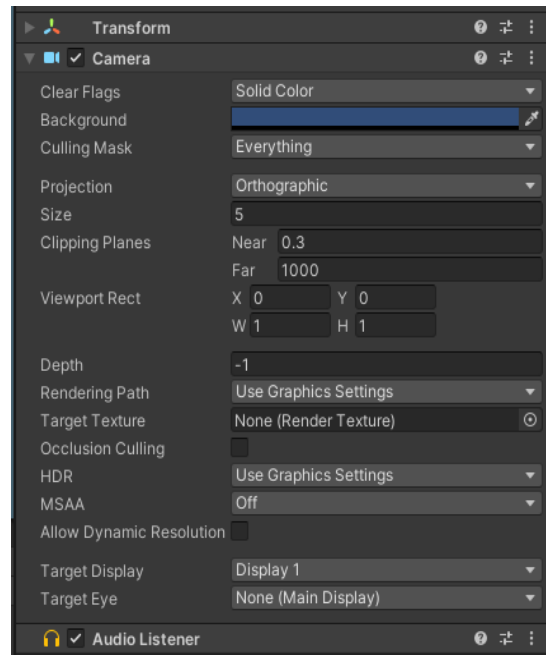 Transform
Camera
Clear Flags Solid Color
Background
Culling Mask Everything
Projection Orthographic
Size 5
Clipping Planes Near 0.3
Far 1000
Viewport Rect X 0 Y 0
W 1 H 1
Depth -1
Rendering Path Use Graphics Settings
Target Texture None (Render Texture)
Occlusion Culling
HDR Use Graphics Settings
MSAA Off
Allow Dynamic Resolution
Target Display Display 1
Target Eye None (Main Display)
Audio Listener